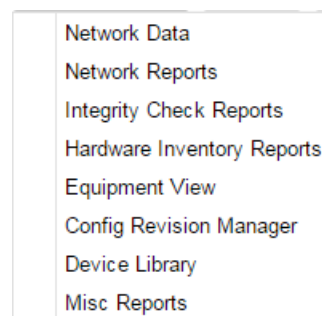 Network Data
Network Reports
Integrity Check Reports
Hardware Inventory Reports
Equipment View
Config Revision Manager
Device Library
Misc Reports